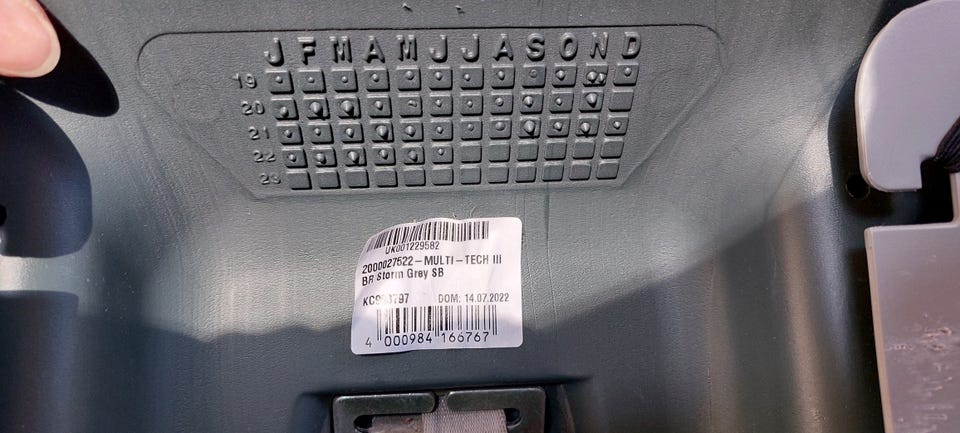 J F M A M J J A S O N D
19
20
21
22
23
UK001229582
2000027522-MULTI-TECH III
BR Storm Grey SB
DOM: 14.07.2022
4 000984 166767